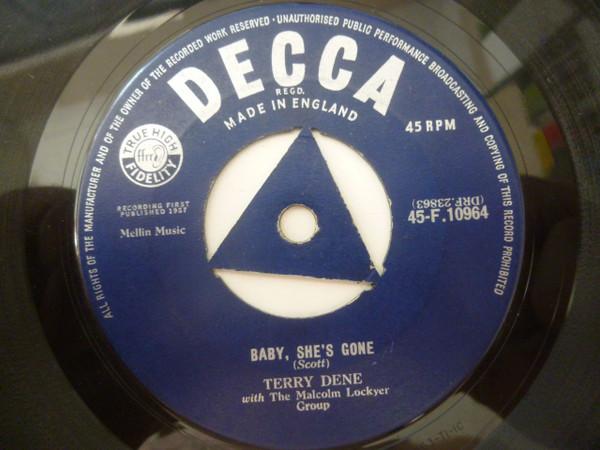 ALL RIGHTS OF THE MANUFACTURER AND OF THE OWNER OF THE RECORDED WORK RESERVED · UNAUTHORISED PUBLIC PERFORMANCE BROADCASTING AND COPYING OF THIS RECORD PROHIBITED
DECCA
REGD.
MADE IN ENGLAND
45 RPM
TRUE HIGH
ffrr
FIDELITY
RECORDING FIRST
PUBLISHED 1957
Mellin Music
(DRF.23863)
45-F.10964
BABY, SHE'S GONE
(Scott)
TERRY DENE
with The Malcolm Lockyer
Group